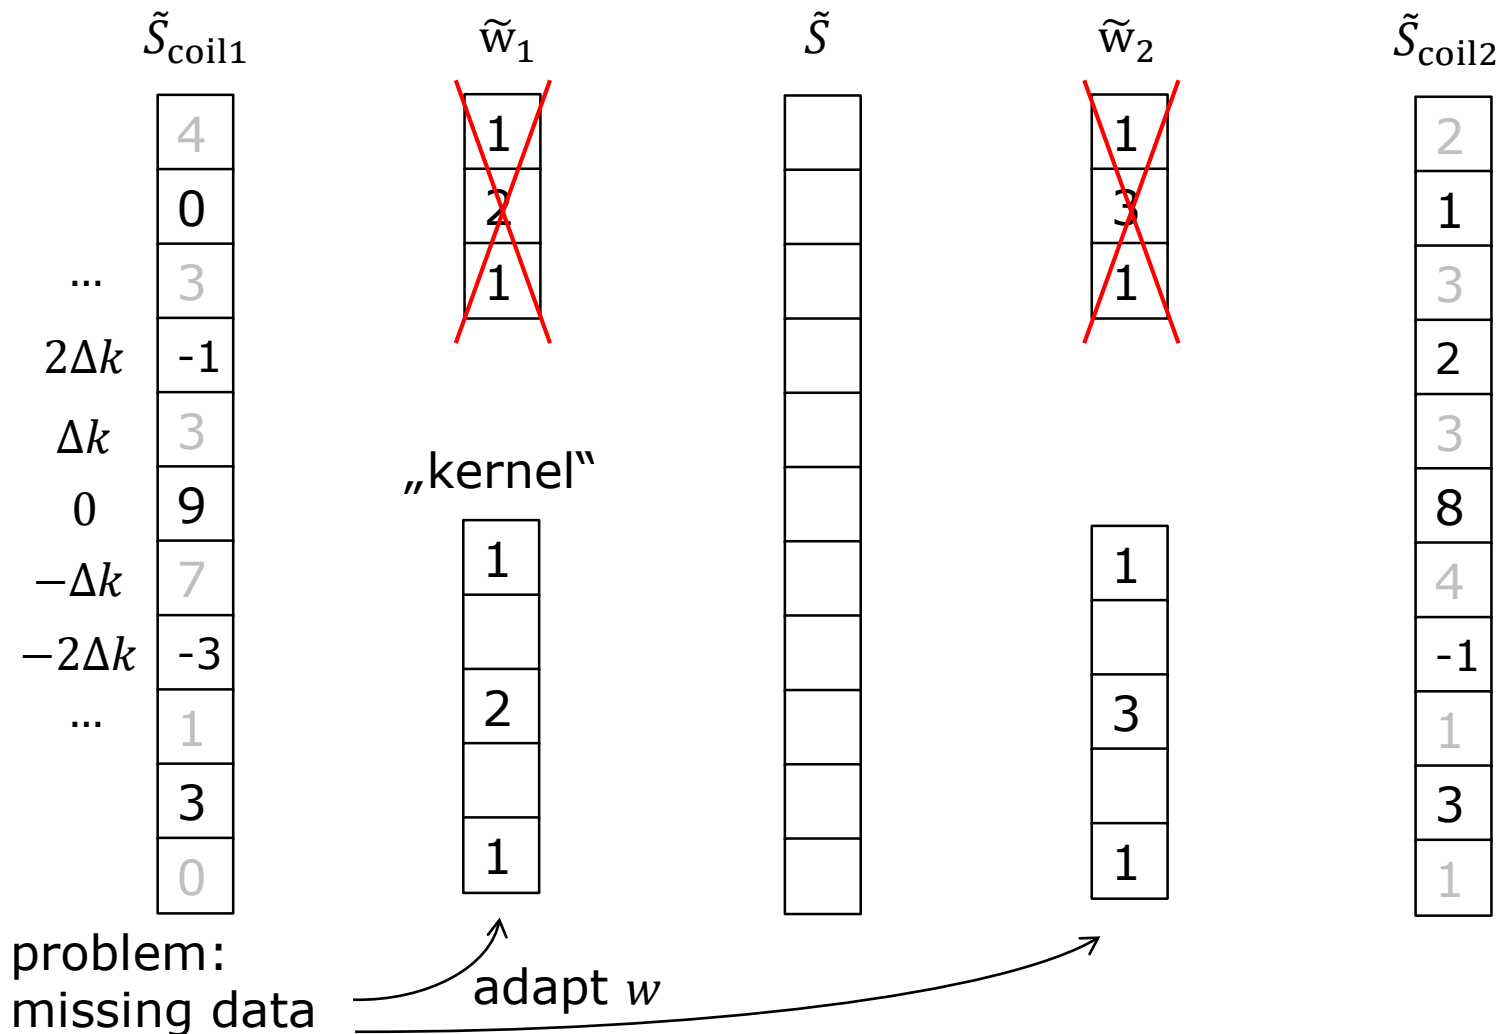 S̃coil1 w̃1 S̃ w̃2 S̃coil2
4 1 1 2
0 2 3 1
... 3 1 1 3
2Δk -1 2
Δk 3 3
„kernel“
0 9 8
1 1
−Δk 7 4
−2Δk -3 -1
2 3
... 1 1
3 3
1 1
0 1
problem:
missing data
adapt w